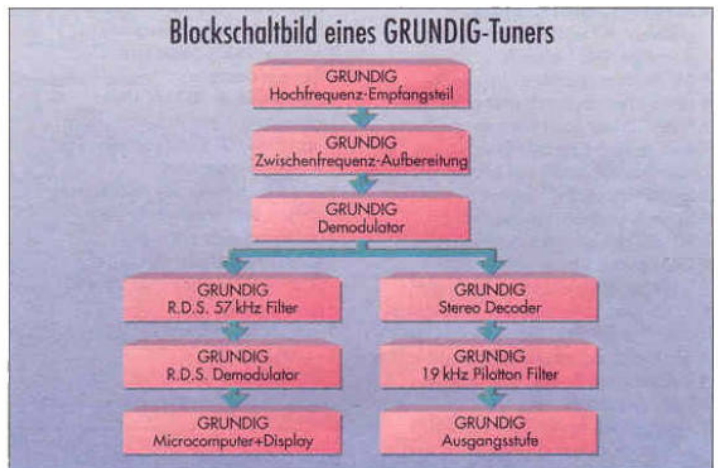 Blockschaltbild eines GRUNDIG-Tuners
GRUNDIG
Hochfrequenz-Empfangsteil
GRUNDIG
Zwischenfrequenz-Aufbereitung
GRUNDIG
Demodulator
GRUNDIG
R.D.S. 57 kHz Filter
GRUNDIG
Stereo Decoder
GRUNDIG
R.D.S. Demodulator
GRUNDIG
19 kHz Pilotton Filter
GRUNDIG
Microcomputer+Display
GRUNDIG
Ausgangsstufe